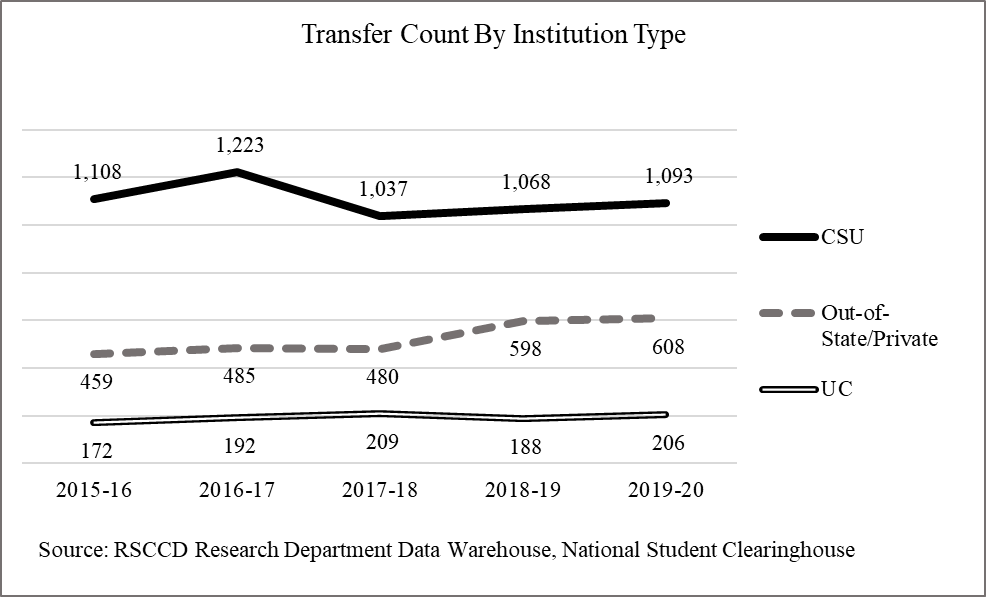 Transfer Count By Institution Type
1,108
1,223
1,037
1,068
1,093
CSU
Out-of-
State/Private
UC
459
485
480
598
608
172
192
209
188
206
2015-16 2016-17 2017-18 2018-19 2019-20
Source: RSCCD Research Department Data Warehouse, National Student Clearinghouse